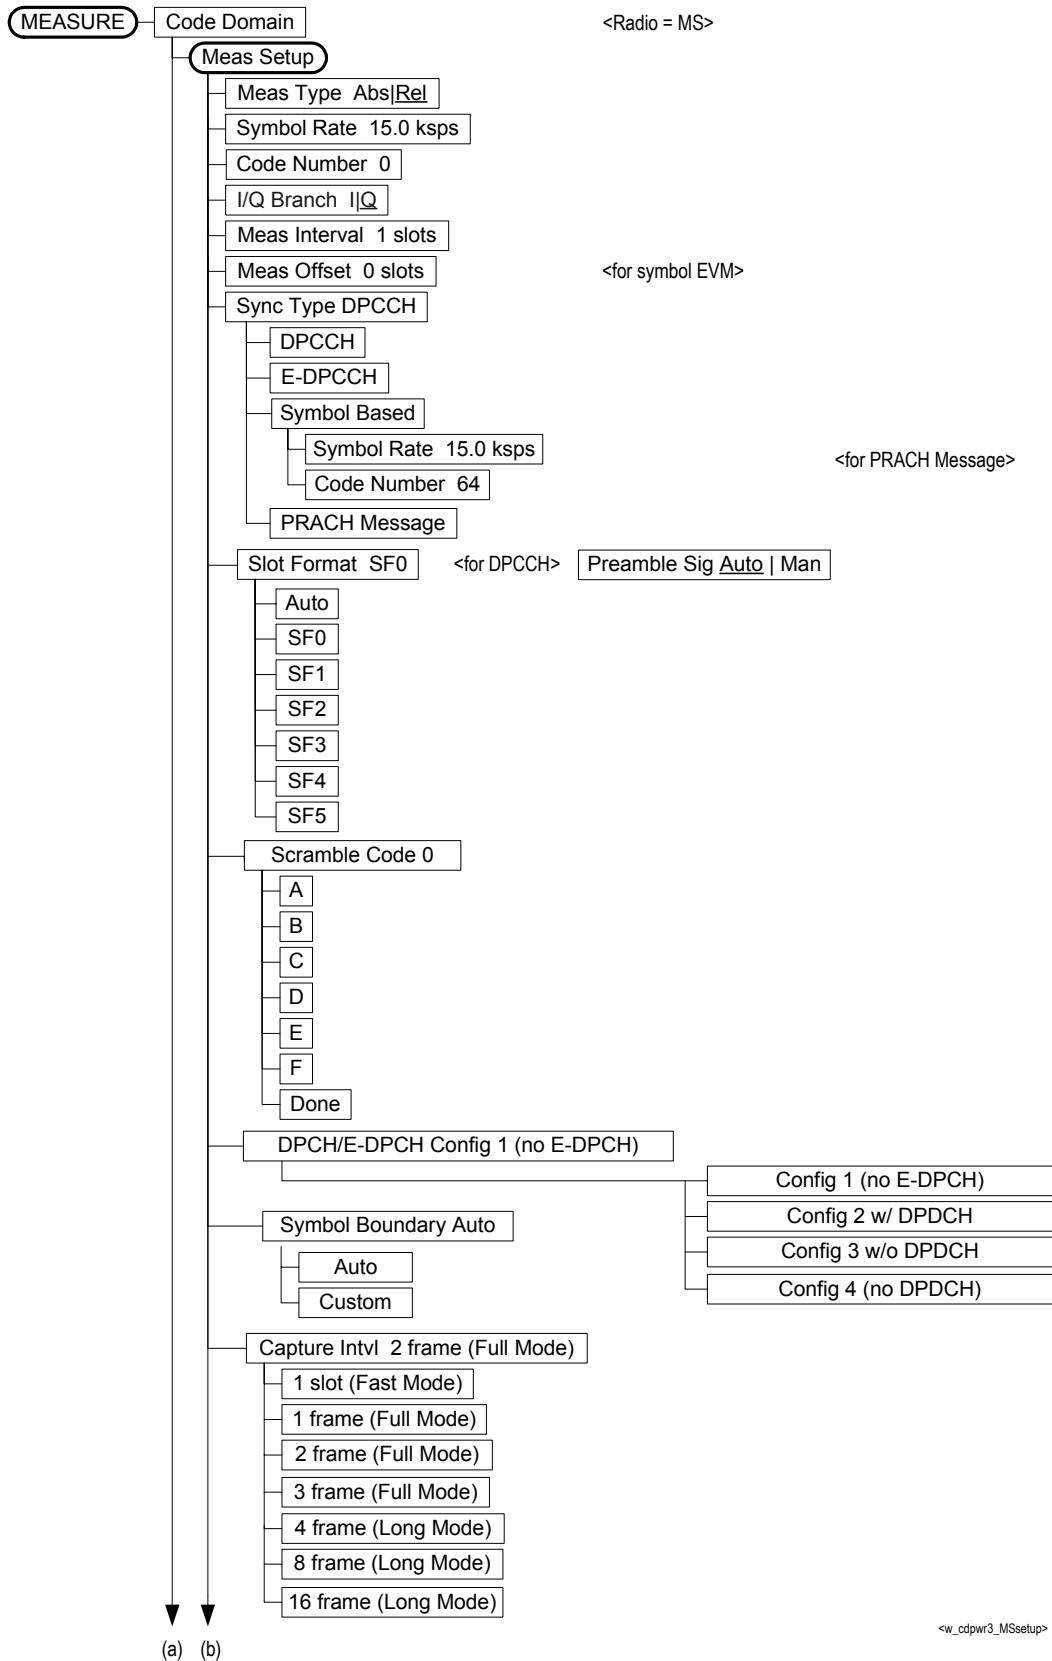 MEASURE Code Domain <Radio = MS>
Meas Setup
Meas Type Abs|Rel
Symbol Rate 15.0 ksps
Code Number 0
I/Q Branch I|Q
Meas Interval 1 slots
Meas Offset 0 slots <for symbol EVM>
Sync Type DPCCH
DPCCH
E-DPCCH
Symbol Based
Symbol Rate 15.0 ksps
<for PRACH Message>
Code Number 64
PRACH Message
Slot Format SF0 <for DPCCH> Preamble Sig Auto | Man
Auto
SF0
SF1
SF2
SF3
SF4
SF5
Scramble Code 0
A
B
C
D
E
F
Done
DPCH/E-DPCH Config 1 (no E-DPCH)
Config 1 (no E-DPCH)
Config 2 w/ DPDCH
Config 3 w/o DPDCH
Config 4 (no DPDCH)
Symbol Boundary Auto
Auto
Custom
Capture Intvl 2 frame (Full Mode)
1 slot (Fast Mode)
1 frame (Full Mode)
2 frame (Full Mode)
3 frame (Full Mode)
4 frame (Long Mode)
8 frame (Long Mode)
16 frame (Long Mode)
<w_cdpwr3_MSsetup>
(a) (b)